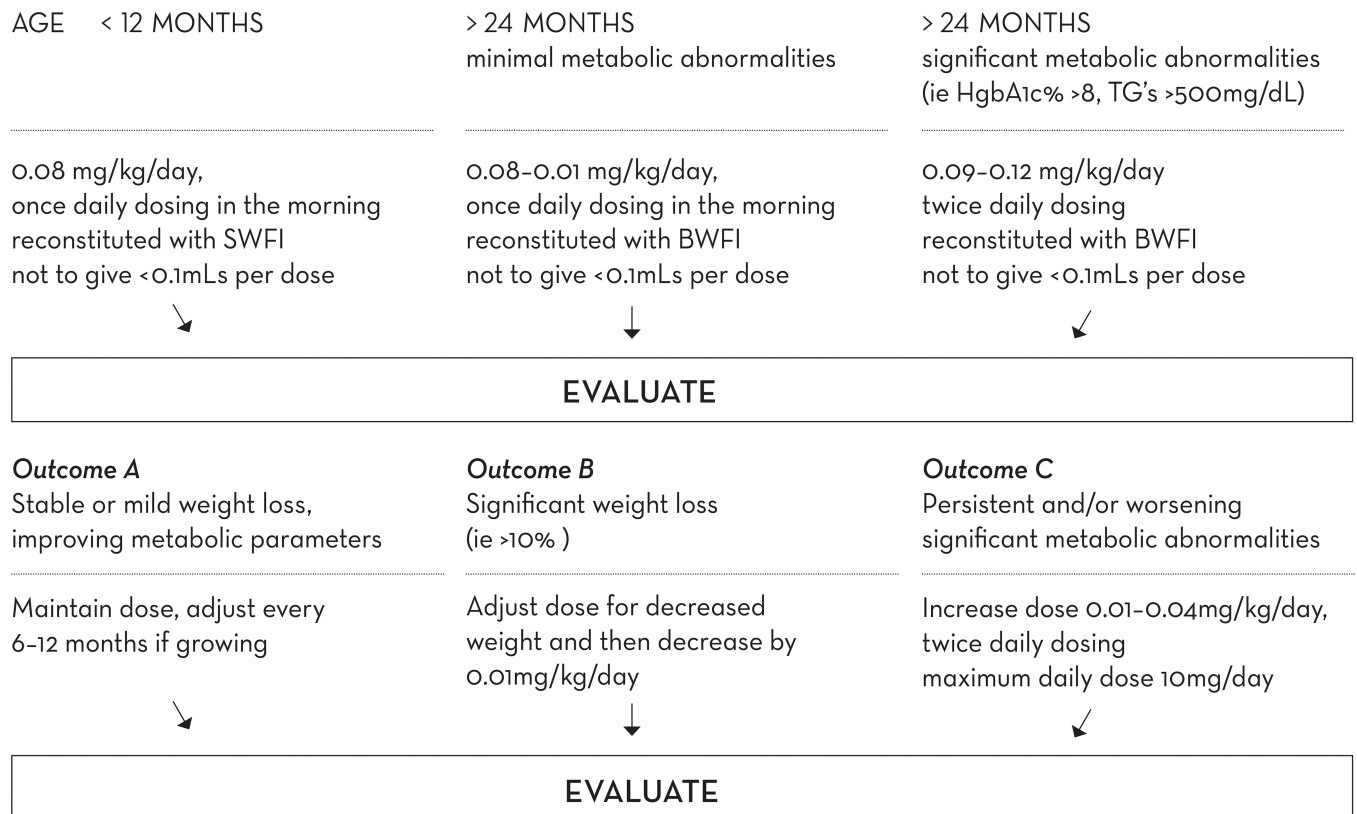 AGE < 12 MONTHS
> 24 MONTHS
minimal metabolic abnormalities
> 24 MONTHS
significant metabolic abnormalities
(ie HgbA1c% >8, TG's >500mg/dL)
0.08 mg/kg/day,
once daily dosing in the morning
reconstituted with SWFI
not to give <0.1mLs per dose
0.08–0.01 mg/kg/day,
once daily dosing in the morning
reconstituted with BWFI
not to give <0.1mLs per dose
0.09–0.12 mg/kg/day
twice daily dosing
reconstituted with BWFI
not to give <0.1mLs per dose
EVALUATE
Outcome A
Stable or mild weight loss,
improving metabolic parameters
Outcome B
Significant weight loss
(ie >10% )
Outcome C
Persistent and/or worsening
significant metabolic abnormalities
Maintain dose, adjust every
6–12 months if growing
Adjust dose for decreased
weight and then decrease by
0.01mg/kg/day
Increase dose 0.01–0.04mg/kg/day,
twice daily dosing
maximum daily dose 10mg/day
EVALUATE